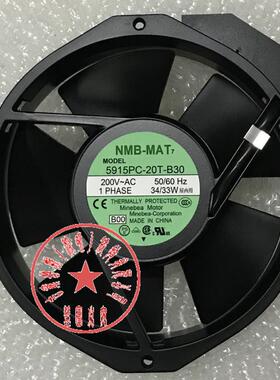 NMB-MAT7
MODEL
5915PC-20T-B30
200V~AC 50/60 Hz
1 PHASE 34/33W
THERMALLY PROTECTED
Minebea Motor
Minebea-Corporation
B00 MADE IN CHINA